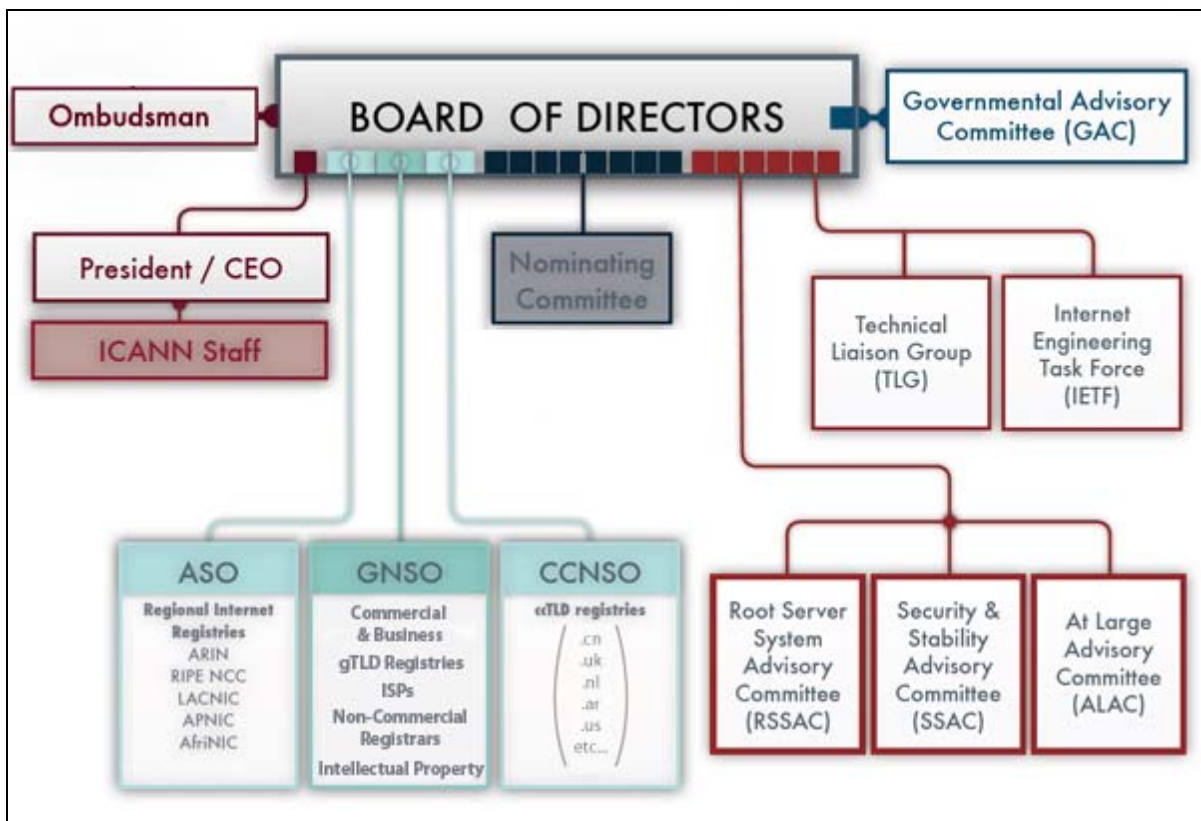 BOARD OF DIRECTORS
Ombudsman
Governmental Advisory
Committee (GAC)
President / CEO
ICANN Staff
Nominating
Committee
Technical
Liaison Group
(TLG)
Internet
Engineering
Task Force
(IETF)
ASO
Regional Internet
Registries
ARIN
RIPE NCC
LACNIC
APNIC
AfriNIC
GNSO
Commercial
& Business
gTLD Registries
ISPs
Non-Commercial
Registrars
Intellectual Property
CCNSO
ccTLD registries
.cn
.uk
.nl
.ar
.us
etc...
Root Server
System
Advisory
Committee
(RSSAC)
Security &
Stability
Advisory
Committee
(SSAC)
At Large
Advisory
Committee
(ALAC)